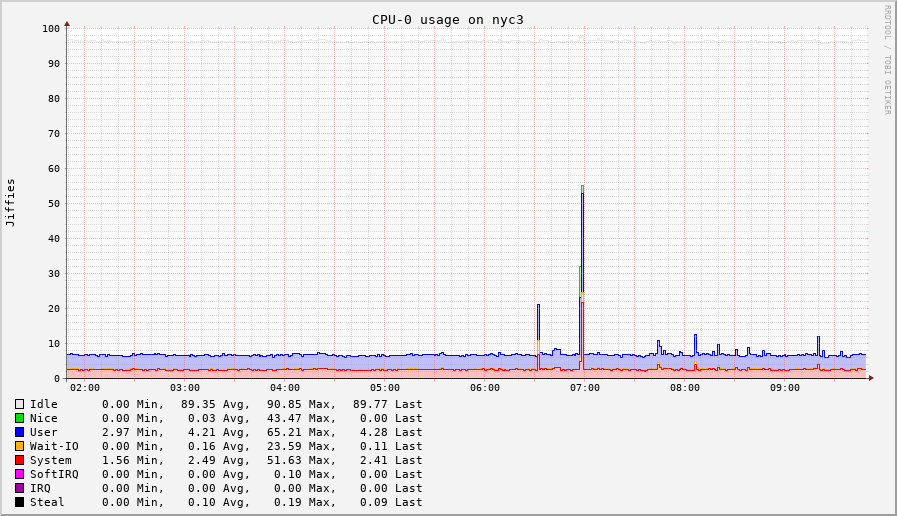 CPU-0 usage on nyc3
RRDTOOL / TOBI OETIKER
Jiffies
100
90
80
70
60
50
40
30
20
10
0
02:00 03:00 04:00 05:00 06:00 07:00 08:00 09:00
Idle 0.00 Min, 89.35 Avg, 90.85 Max, 89.77 Last
Nice 0.00 Min, 0.03 Avg, 43.47 Max, 0.00 Last
User 2.97 Min, 4.21 Avg, 65.21 Max, 4.28 Last
Wait-IO 0.00 Min, 0.16 Avg, 23.59 Max, 0.11 Last
System 1.56 Min, 2.49 Avg, 51.63 Max, 2.41 Last
SoftIRQ 0.00 Min, 0.00 Avg, 0.10 Max, 0.00 Last
IRQ 0.00 Min, 0.00 Avg, 0.00 Max, 0.00 Last
Steal 0.00 Min, 0.10 Avg, 0.19 Max, 0.09 Last